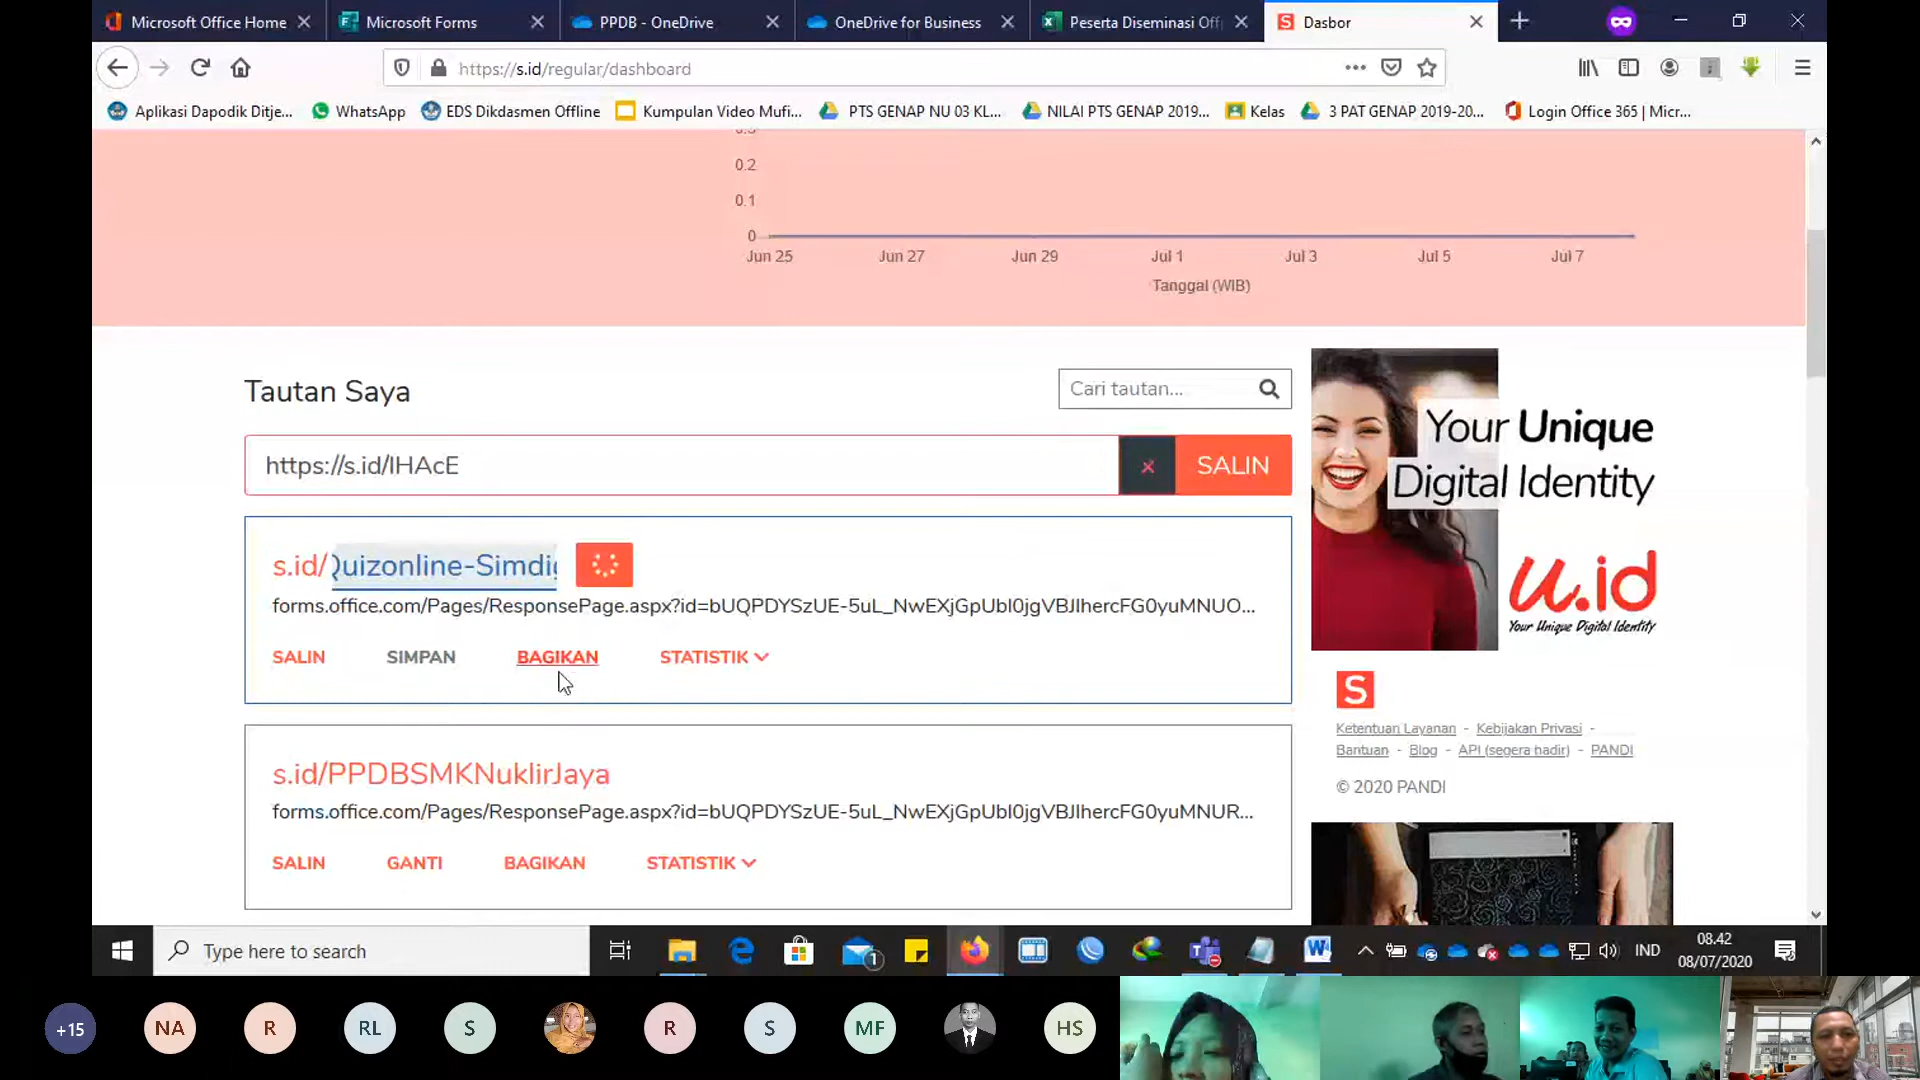 Microsoft Office Home
Microsoft Forms
PPDB - OneDrive
OneDrive for Business
Peserta Diseminasi Off
Dasbor
https://s.id/regular/dashboard
Aplikasi Dapodik Ditje...
WhatsApp
EDS Dikdasmen Offline
Kumpulan Video Mufi...
PTS GENAP NU 03 KL...
NILAI PTS GENAP 2019...
Kelas
3 PAT GENAP 2019-20...
Login Office 365 | Micr...
0.2
0.1
0
Jun 25
Jun 27
Jun 29
Jul 1
Jul 3
Jul 5
Jul 7
Tanggal (WIB)
Tautan Saya
Cari tautan...
https://s.id/IHAcE
SALIN
s.id/Quizonline-Simdig
forms.office.com/Pages/ResponsePage.aspx?id=bUQPDYSzUE-5uL_NwEXjGpUbI0jgVBJIhercFG0yuMNUO...
SALIN
SIMPAN
BAGIKAN
STATISTIK
s.id/PPDBSMKNuklirJaya
forms.office.com/Pages/ResponsePage.aspx?id=bUQPDYSzUE-5uL_NwEXjGpUbI0jgVBJIhercFG0yuMNUR...
SALIN
GANTI
BAGIKAN
STATISTIK
Your Unique
Digital Identity
u.id
Your Unique Digital Identity
S
Ketentuan Layanan - Kebijakan Privasi -
Bantuan - Blog - API (segera hadir) - PANDI
© 2020 PANDI
Type here to search
1
IND
08.42
08/07/2020
+15
NA
R
RL
S
R
S
MF
HS